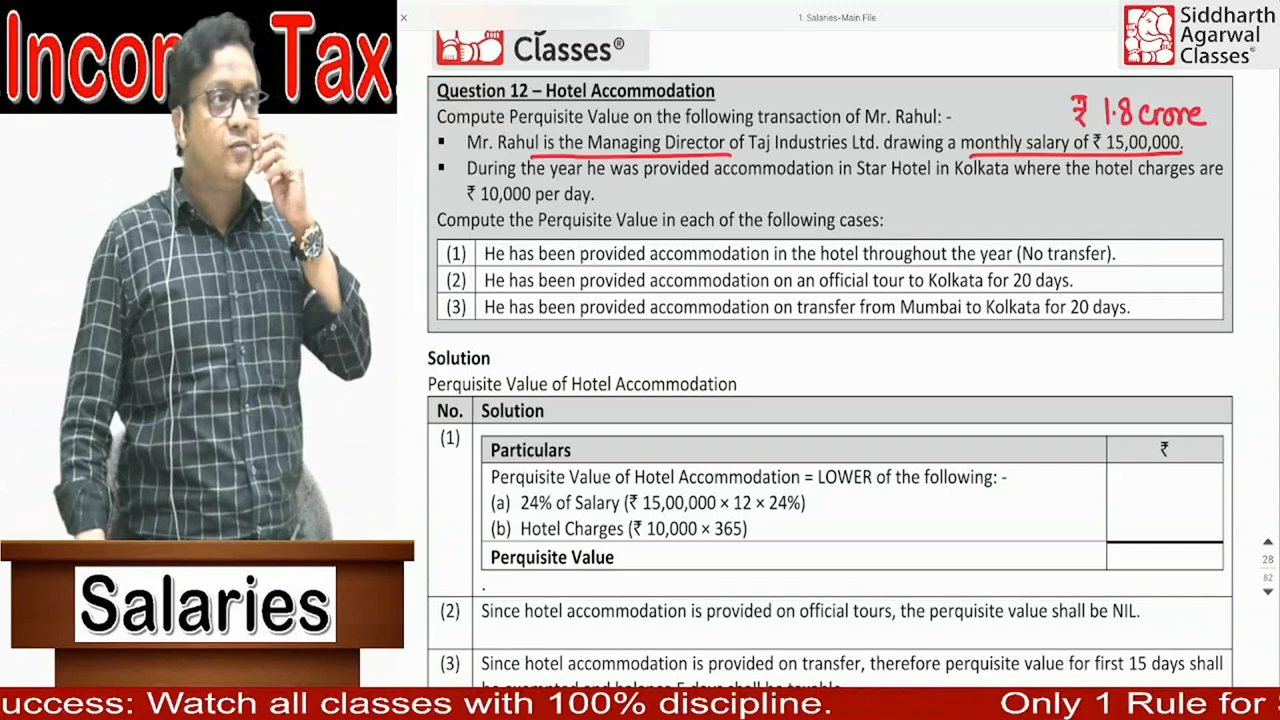 Income Tax
×
1. Salaries-Main File
Siddharth
Agarwal
Classes®
Classes®
Question 12 – Hotel Accommodation
₹ 1.8 crore
Compute Perquisite Value on the following transaction of Mr. Rahul: -
▪ Mr. Rahul is the Managing Director of Taj Industries Ltd. drawing a monthly salary of ₹ 15,00,000.
▪ During the year he was provided accommodation in Star Hotel in Kolkata where the hotel charges are
₹ 10,000 per day.
Compute the Perquisite Value in each of the following cases:
(1) He has been provided accommodation in the hotel throughout the year (No transfer).
(2) He has been provided accommodation on an official tour to Kolkata for 20 days.
(3) He has been provided accommodation on transfer from Mumbai to Kolkata for 20 days.
Solution
Perquisite Value of Hotel Accommodation
No. Solution
(1)
Particulars ₹
Perquisite Value of Hotel Accommodation = LOWER of the following: -
(a) 24% of Salary (₹ 15,00,000 × 12 × 24%)
(b) Hotel Charges (₹ 10,000 × 365)
Perquisite Value
.
(2) Since hotel accommodation is provided on official tours, the perquisite value shall be NIL.
(3) Since hotel accommodation is provided on transfer, therefore perquisite value for first 15 days shall
28
82
Salaries
uccess: Watch all classes with 100% discipline. Only 1 Rule for